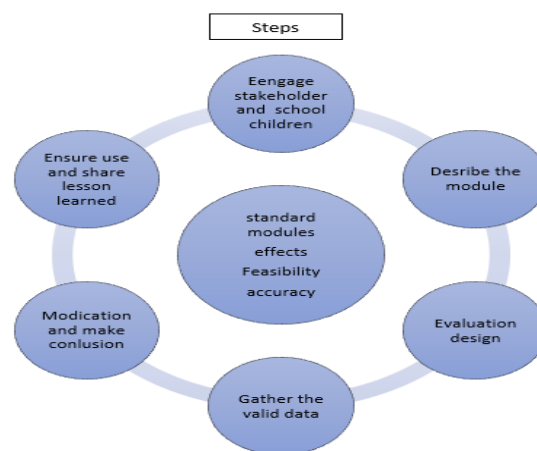 Steps
Eengage
stakeholder
and school
children
Desribe the
module
Evaluation
design
Gather the
valid data
Modication
and make
conlusion
Ensure use
and share
lesson
learned
standard
modules
effects
Feasibility
accuracy